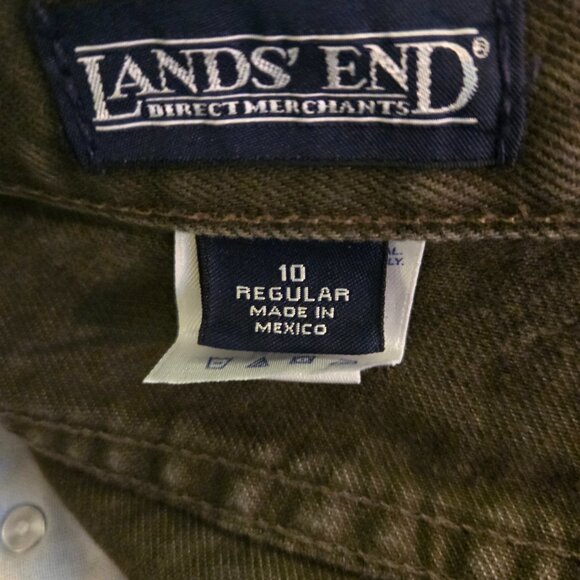 LANDS' END®
DIRECT MERCHANTS
10
REGULAR
MADE IN
MEXICO